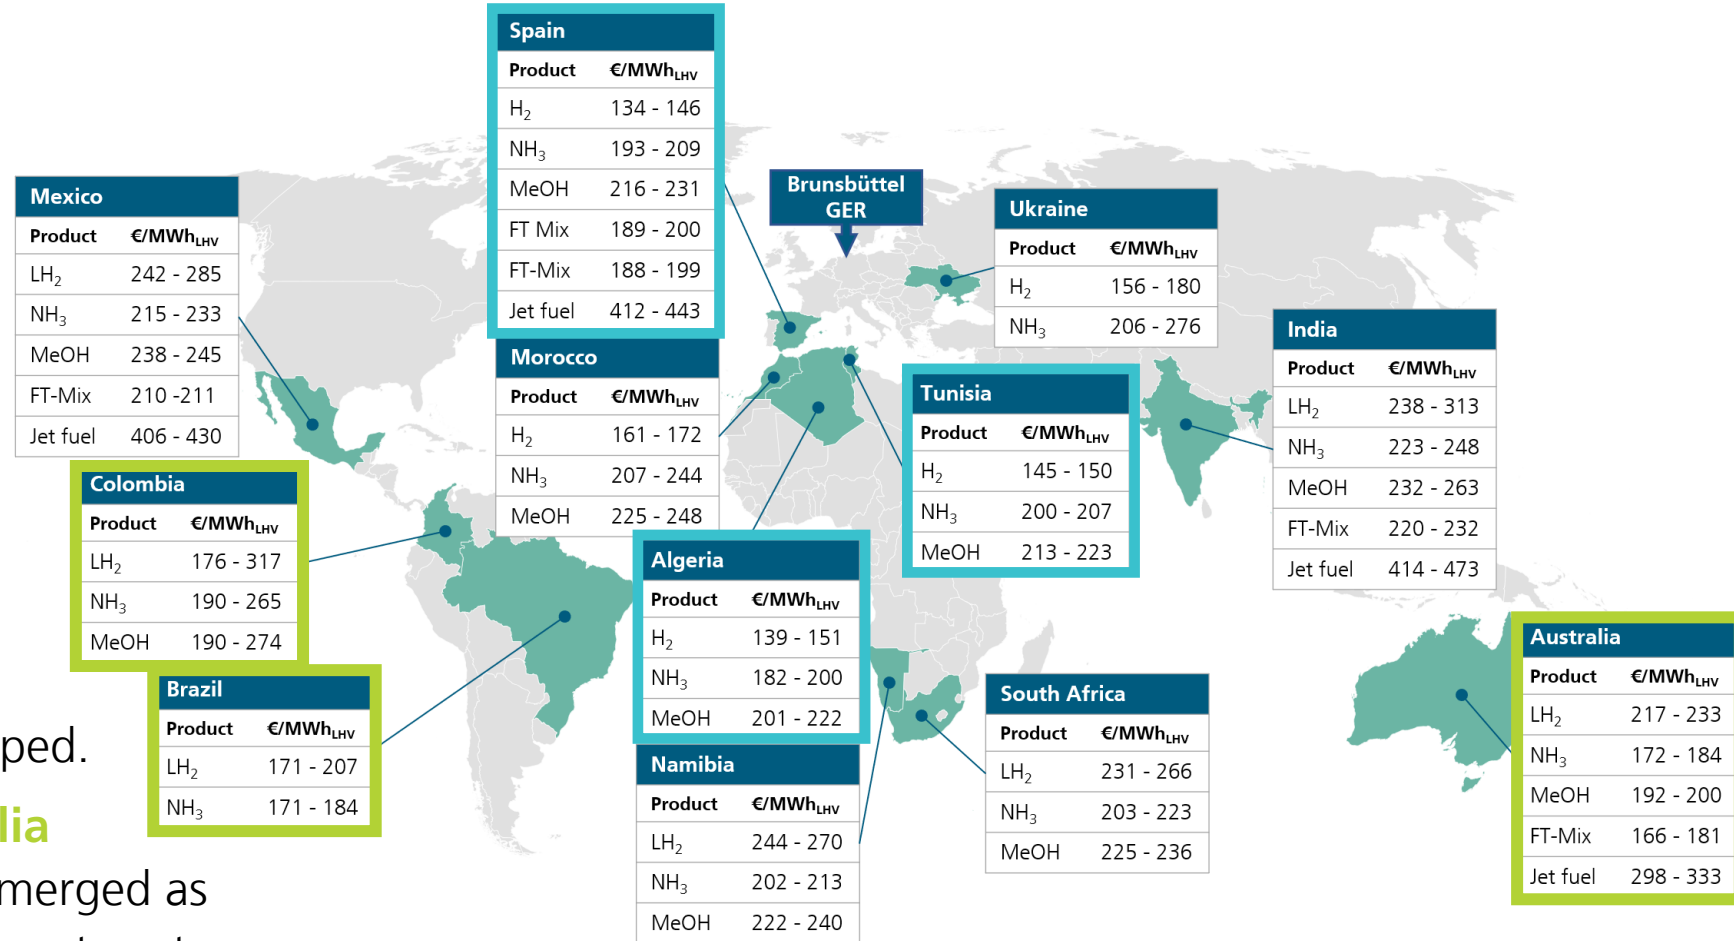 Spain
Product €/MWhLHV
H₂ 134 - 146
NH₃ 193 - 209
MeOH 216 - 231
FT Mix 189 - 200
FT-Mix 188 - 199
Jet fuel 412 - 443
Brunsbüttel
GER
Mexico
Product €/MWhLHV
LH₂ 242 - 285
NH₃ 215 - 233
MeOH 238 - 245
FT-Mix 210 -211
Jet fuel 406 - 430
Ukraine
Product €/MWhLHV
H₂ 156 - 180
NH₃ 206 - 276
India
Product €/MWhLHV
LH₂ 238 - 313
NH₃ 223 - 248
MeOH 232 - 263
FT-Mix 220 - 232
Jet fuel 414 - 473
Morocco
Product €/MWhLHV
H₂ 161 - 172
NH₃ 207 - 244
MeOH 225 - 248
Tunisia
Product €/MWhLHV
H₂ 145 - 150
NH₃ 200 - 207
MeOH 213 - 223
Colombia
Product €/MWhLHV
LH₂ 176 - 317
NH₃ 190 - 265
MeOH 190 - 274
Algeria
Product €/MWhLHV
H₂ 139 - 151
NH₃ 182 - 200
MeOH 201 - 222
Brazil
Product €/MWhLHV
LH₂ 171 - 207
NH₃ 171 - 184
Namibia
Product €/MWhLHV
LH₂ 244 - 270
NH₃ 202 - 213
MeOH 222 - 240
South Africa
Product €/MWhLHV
LH₂ 231 - 266
NH₃ 203 - 223
MeOH 225 - 236
Australia
Product €/MWhLHV
LH₂ 217 - 233
NH₃ 172 - 184
MeOH 192 - 200
FT-Mix 166 - 181
Jet fuel 298 - 333
ped.
lia
merged as